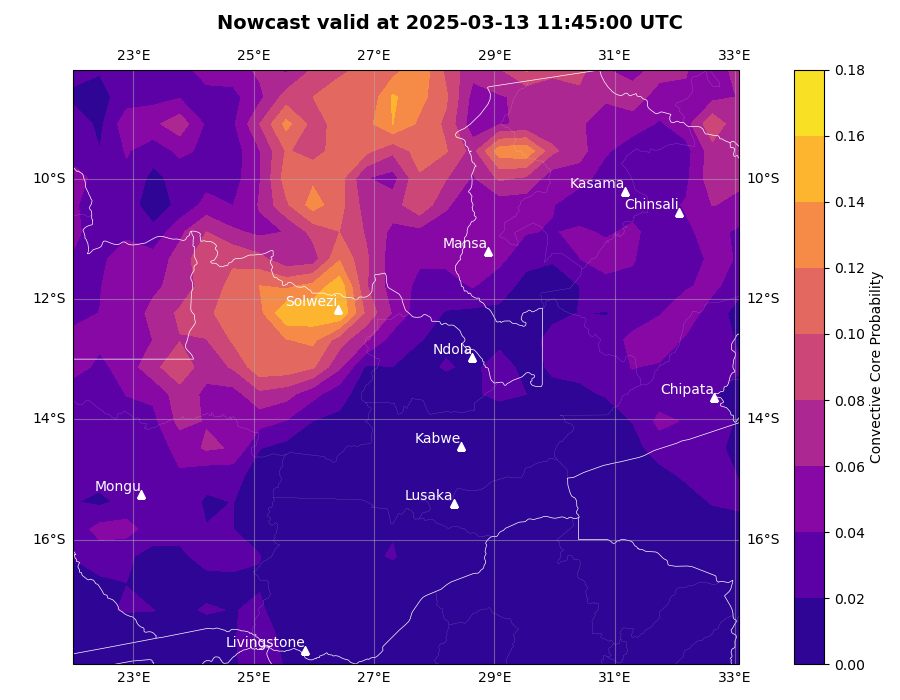 Nowcast valid at 2025-03-13 11:45:00 UTC
23°E 25°E 27°E 29°E 31°E 33°E
0.18
0.16
0.14
0.12
0.10
0.08
0.06
0.04
0.02
0.00
Convective Core Probability
10°S 10°S
12°S 12°S
14°S 14°S
16°S 16°S
Kasama
Chinsali
Mansa
Solwezi
Ndola
Chipata
Kabwe
Mongu
Lusaka
Livingstone
23°E 25°E 27°E 29°E 31°E 33°E